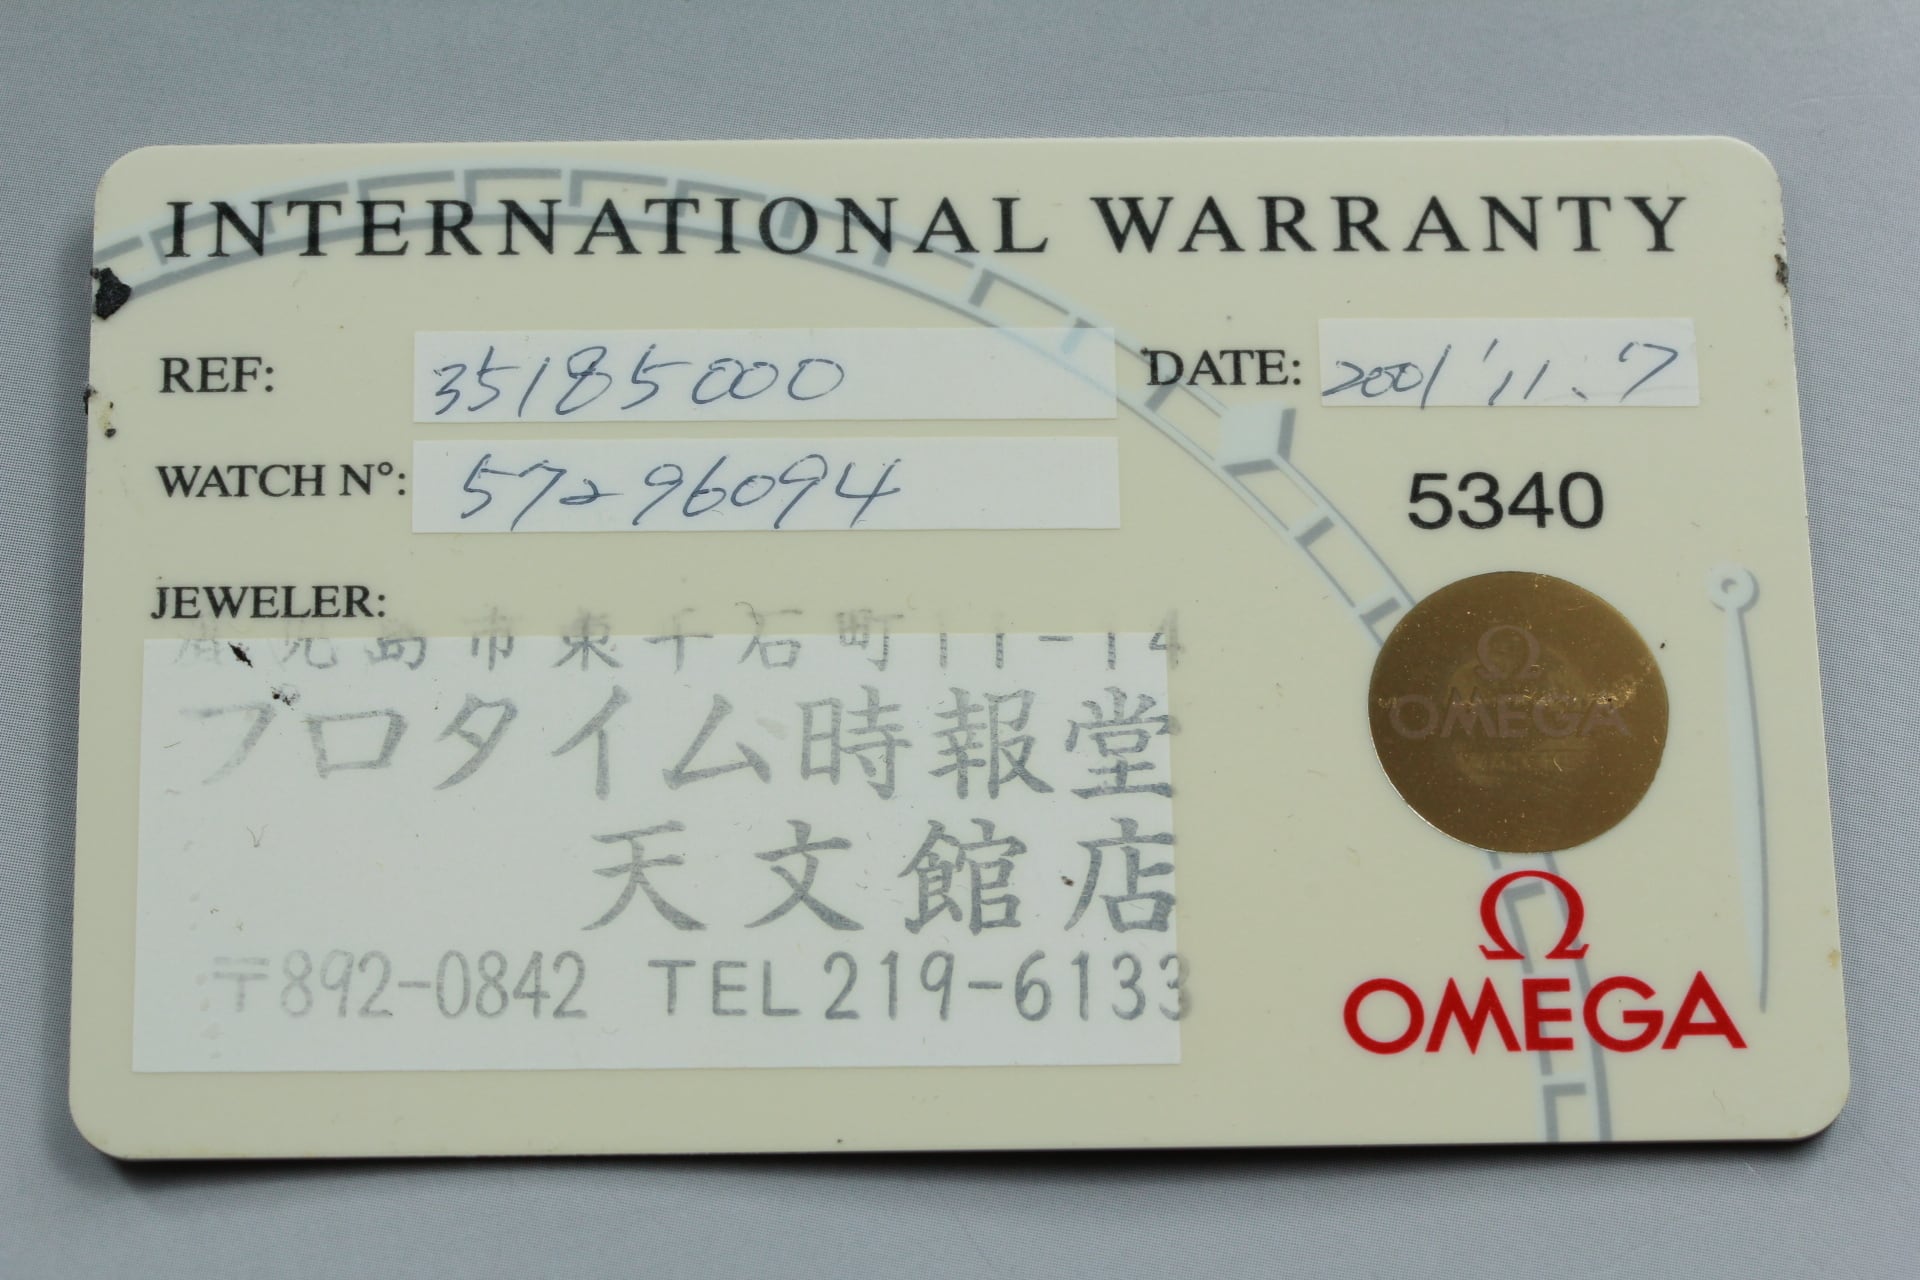 INTERNATIONAL WARRANTY
REF: 35185000
DATE: 2001'11.7
WATCH N°: 57296094
5340
JEWELER:
鹿児島市東千石町11-14
プロタイム時報堂
天文館店
〒892-0842 TEL 219-6133
Ω
OMEGA
Ω
OMEGA